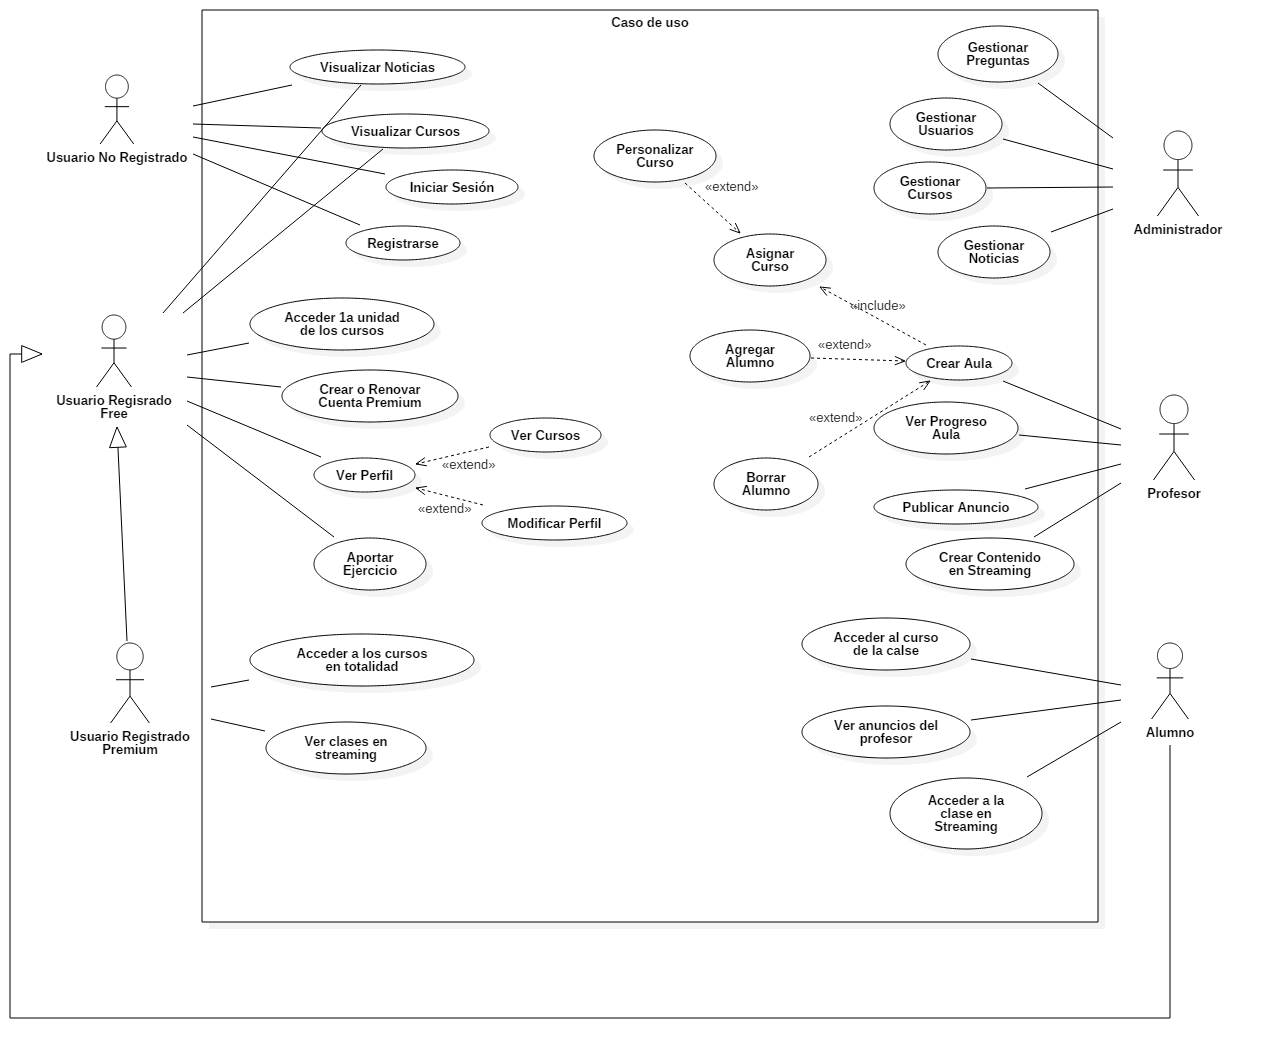 Caso de uso
Usuario No Registrado
Visualizar Noticias
Visualizar Cursos
Iniciar Sesión
Registrarse
Usuario Regisrado
Free
Acceder 1a unidad
de los cursos
Crear o Renovar
Cuenta Premium
Ver Perfil
Ver Cursos
«extend»
Modificar Perfil
«extend»
Aportar
Ejercicio
Usuario Registrado
Premium
Acceder a los cursos
en totalidad
Ver clases en
streaming
Personalizar
Curso
«extend»
Asignar
Curso
«include»
Agregar
Alumno
«extend»
Crear Aula
«extend»
Borrar
Alumno
Gestionar
Preguntas
Gestionar
Usuarios
Gestionar
Cursos
Gestionar
Noticias
Administrador
Ver Progreso
Aula
Publicar Anuncio
Crear Contenido
en Streaming
Profesor
Acceder al curso
de la calse
Ver anuncios del
profesor
Acceder a la
clase en
Streaming
Alumno